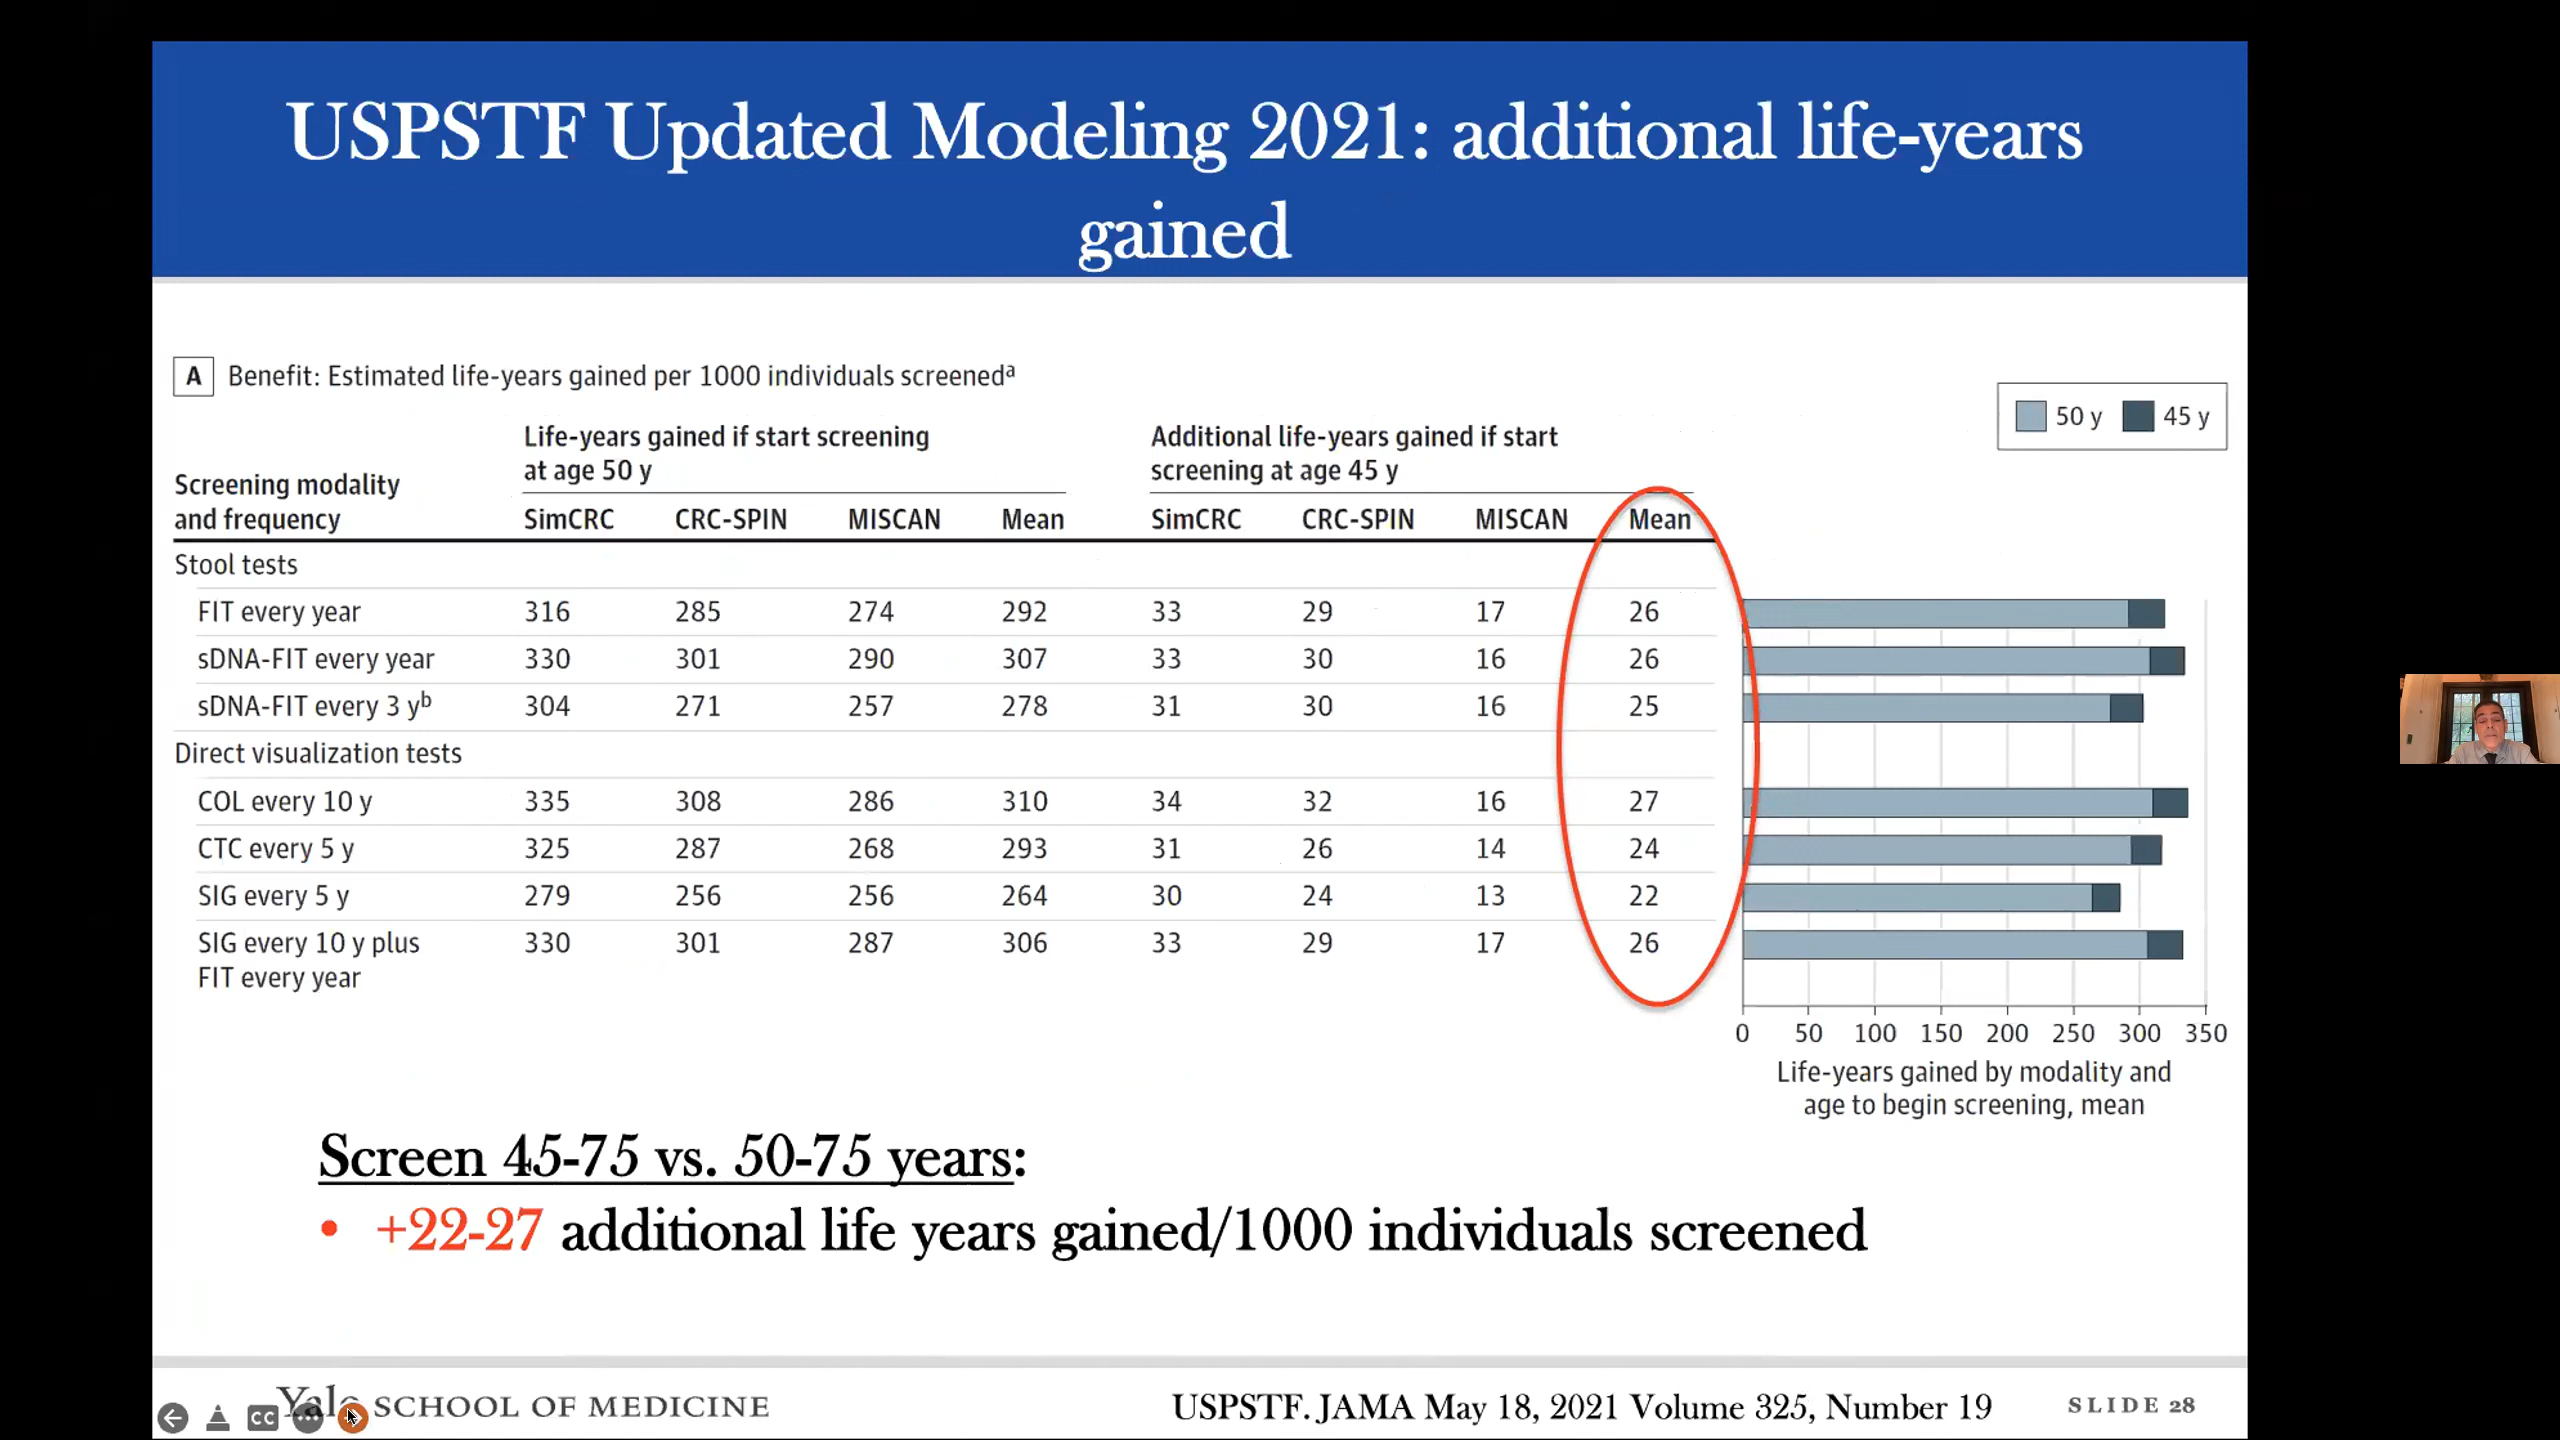 USPSTF Updated Modeling 2021: additional life-years
gained
A Benefit: Estimated life-years gained per 1000 individuals screenedᵃ
50 y 45 y
Life-years gained if start screening
at age 50 y
Additional life-years gained if start
screening at age 45 y
Screening modality
and frequency
SimCRC CRC-SPIN MISCAN Mean SimCRC CRC-SPIN MISCAN Mean
Stool tests
FIT every year 316 285 274 292 33 29 17 26
sDNA-FIT every year 330 301 290 307 33 30 16 26
sDNA-FIT every 3 yᵇ 304 271 257 278 31 30 16 25
Direct visualization tests
COL every 10 y 335 308 286 310 34 32 16 27
CTC every 5 y 325 287 268 293 31 26 14 24
SIG every 5 y 279 256 256 264 30 24 13 22
SIG every 10 y plus 330 301 287 306 33 29 17 26
FIT every year
0 50 100 150 200 250 300 350
Life-years gained by modality and
age to begin screening, mean
Screen 45-75 vs. 50-75 years:
• +22-27 additional life years gained/1000 individuals screened
Yale SCHOOL OF MEDICINE
CC
USPSTF. JAMA May 18, 2021 Volume 325, Number 19
SLIDE 28